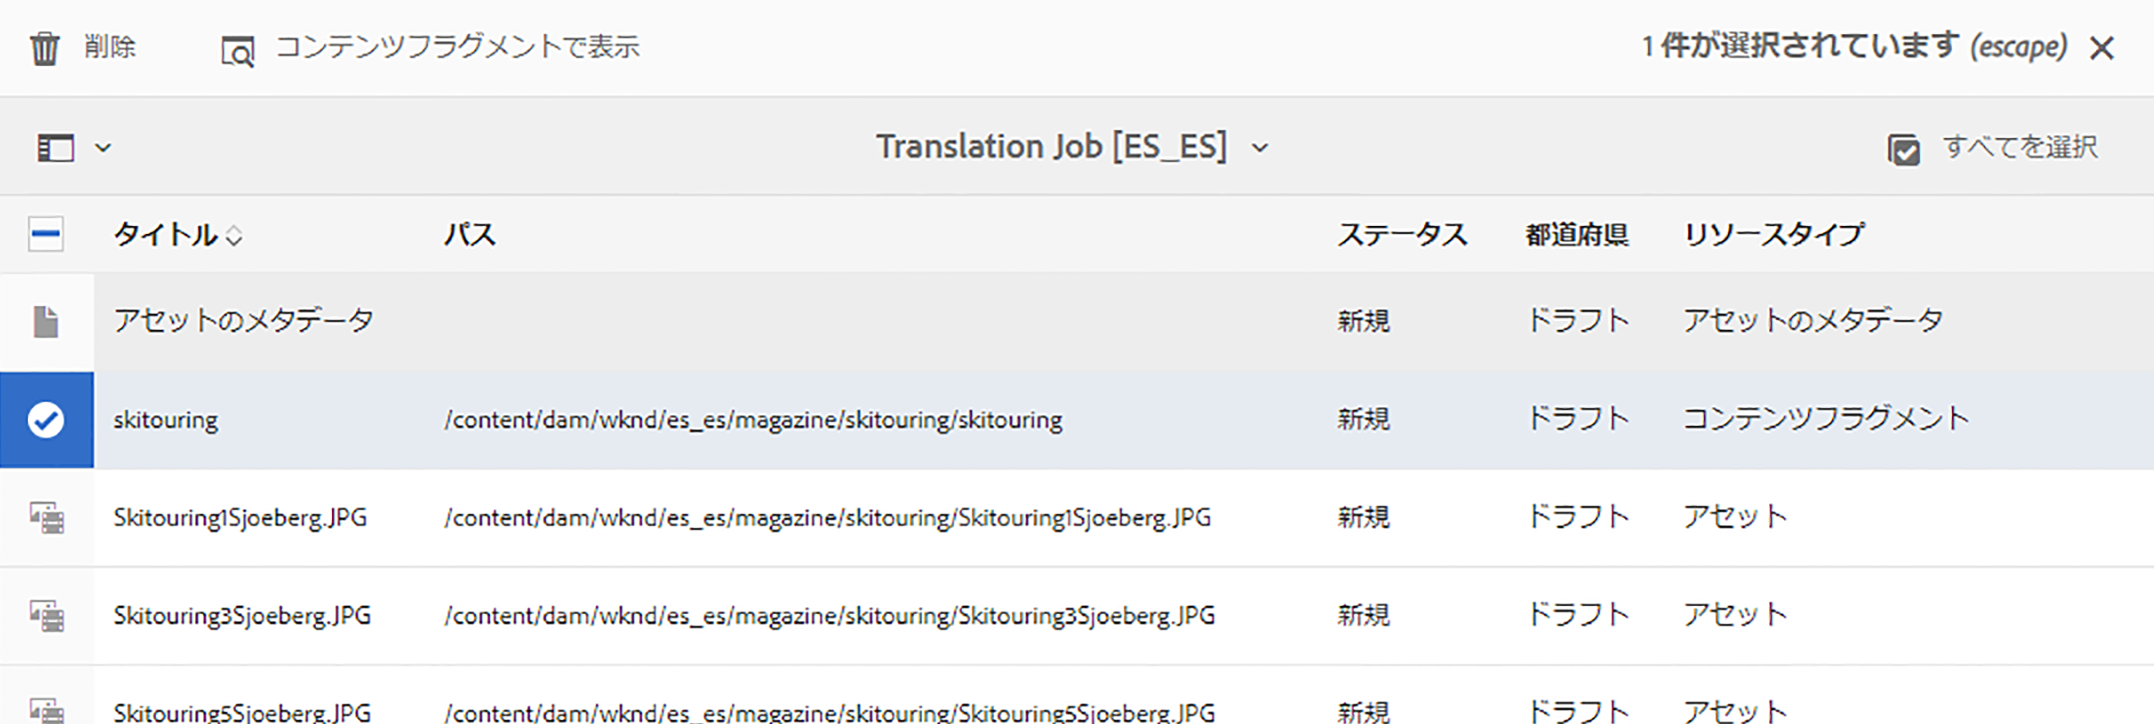 削除 コンテンツフラグメントで表示 1 件が選択されています (escape)
Translation Job [ES_ES] すべてを選択
タイトル パス ステータス 都道府県 リソースタイプ
アセットのメタデータ 新規 ドラフト アセットのメタデータ
skitouring /content/dam/wknd/es_es/magazine/skitouring/skitouring 新規 ドラフト コンテンツフラグメント
Skitouring1Sjoeberg.JPG /content/dam/wknd/es_es/magazine/skitouring/Skitouring1Sjoeberg.JPG 新規 ドラフト アセット
Skitouring3Sjoeberg.JPG /content/dam/wknd/es_es/magazine/skitouring/Skitouring3Sjoeberg.JPG 新規 ドラフト アセット
Skitouring5Sjoeberg.JPG /content/dam/wknd/es_es/magazine/skitouring/Skitouring5Sjoeberg.JPG 新規 ドラフト アセット